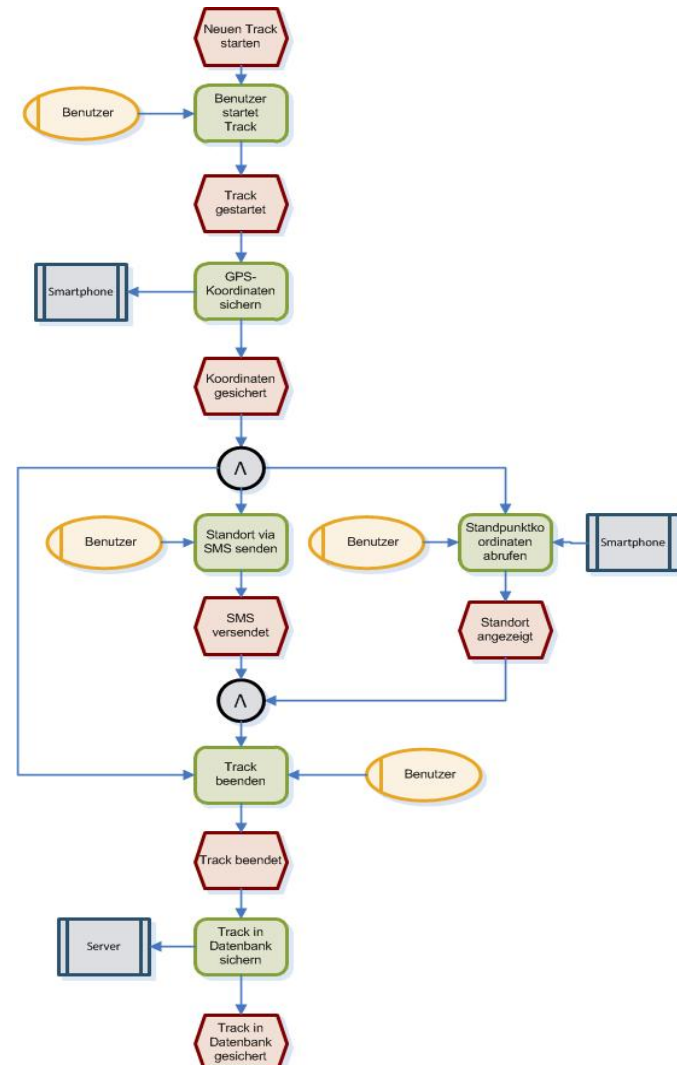 Neuen Track
starten
Benutzer
Benutzer
startet
Track
Track
gestartet
Smartphone
GPS-
Koordinaten
sichern
Koordinaten
gesichert
Λ
Benutzer
Standort via
SMS senden
Benutzer
Standpunktko
ordinaten
abrufen
Smartphone
SMS
versendet
Standort
angezeigt
Λ
Track
beenden
Benutzer
Track beendet
Server
Track in
Datenbank
sichern
Track in
Datenbank
gesichert